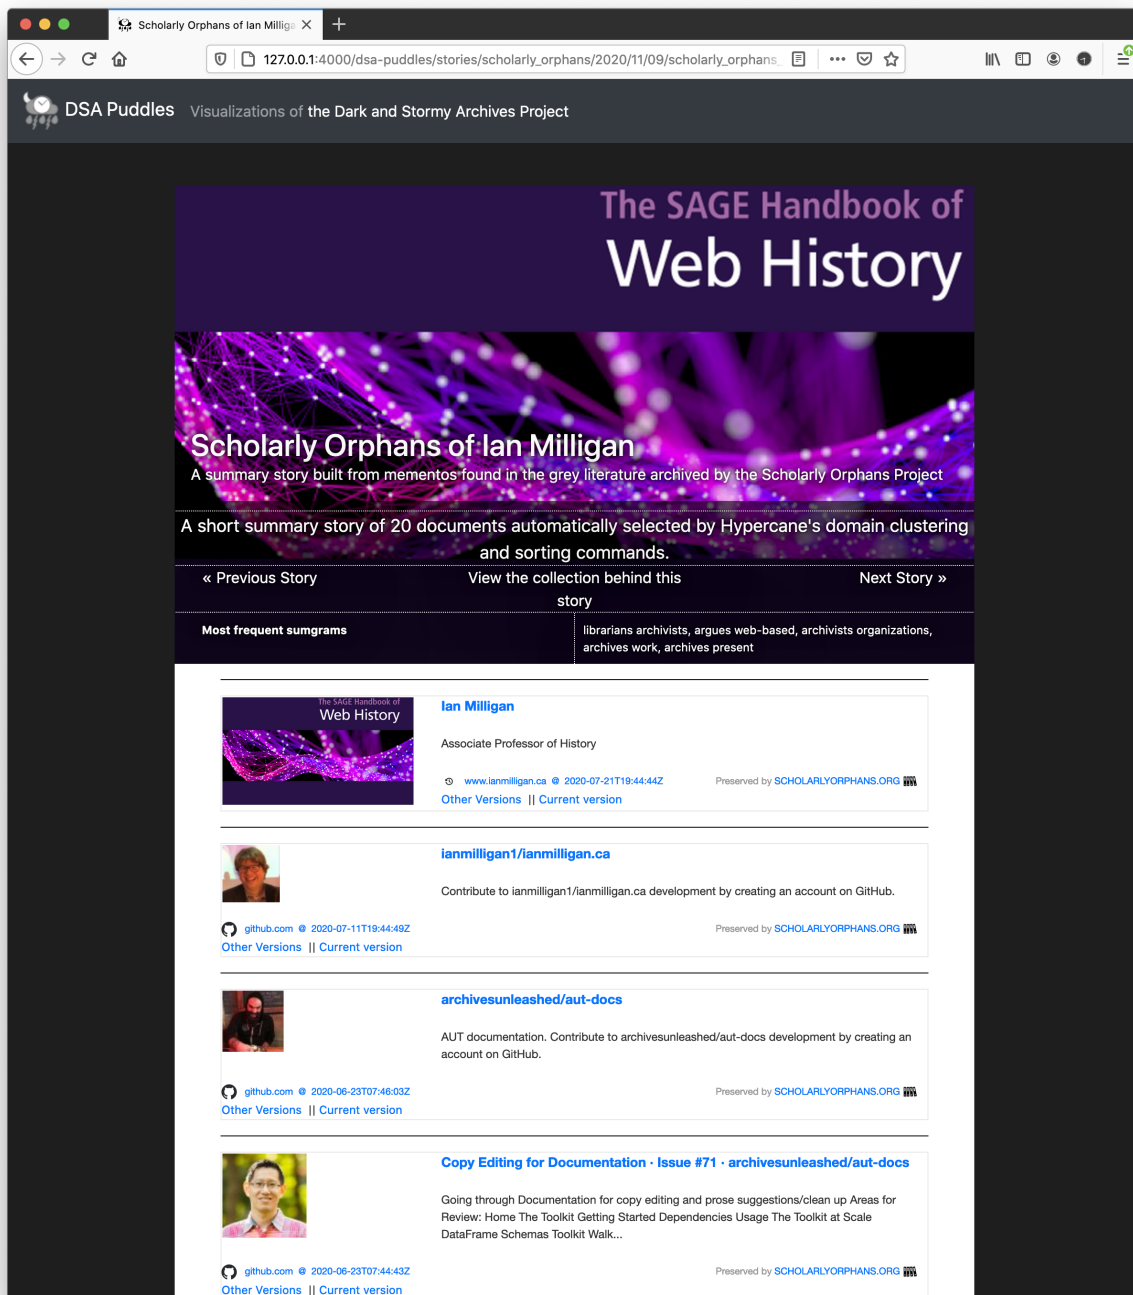 Scholarly Orphans of Ian Milliga
127.0.0.1:4000/dsa-puddles/stories/scholarly_orphans/2020/11/09/scholarly_orphans_
DSA Puddles Visualizations of the Dark and Stormy Archives Project
The SAGE Handbook of
Web History
Scholarly Orphans of Ian Milligan
A summary story built from mementos found in the grey literature archived by the Scholarly Orphans Project
A short summary story of 20 documents automatically selected by Hypercane's domain clustering
and sorting commands.
« Previous Story View the collection behind this Next Story »
story
Most frequent sumgrams librarians archivists, argues web-based, archivists organizations,
archives work, archives present
The SAGE Handbook of
Web History
Ian Milligan
Associate Professor of History
www.ianmilligan.ca @ 2020-07-21T19:44:44Z Preserved by SCHOLARLYORPHANS.ORG
Other Versions || Current version
ianmilligan1/ianmilligan.ca
Contribute to ianmilligan1/ianmilligan.ca development by creating an account on GitHub.
github.com @ 2020-07-11T19:44:49Z Preserved by SCHOLARLYORPHANS.ORG
Other Versions || Current version
archivesunleashed/aut-docs
AUT documentation. Contribute to archivesunleashed/aut-docs development by creating an
account on GitHub.
github.com @ 2020-06-23T07:46:03Z Preserved by SCHOLARLYORPHANS.ORG
Other Versions || Current version
Copy Editing for Documentation · Issue #71 · archivesunleashed/aut-docs
Going through Documentation for copy editing and prose suggestions/clean up Areas for
Review: Home The Toolkit Getting Started Dependencies Usage The Toolkit at Scale
DataFrame Schemas Toolkit Walk...
github.com @ 2020-06-23T07:44:43Z Preserved by SCHOLARLYORPHANS.ORG
Other Versions || Current version